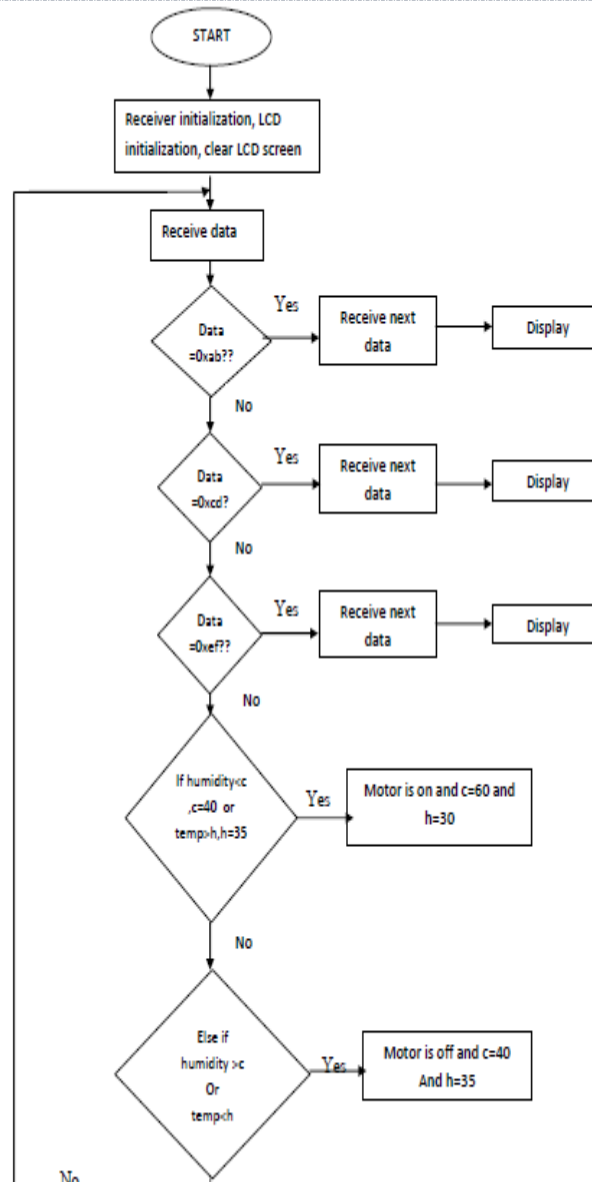 START
Receiver initialization, LCD
initialization, clear LCD screen
Receive data
Data
=0xab??
Yes
Receive next
data
Display
No
Data
=0xcd?
Yes
Receive next
data
Display
No
Data
=0xef??
Yes
Receive next
data
Display
No
If humidity<c
,c=40 or
temp>h,h=35
Yes
Motor is on and c=60 and
h=30
No
Else if
humidity >c
Or
temp<h
Yes
Motor is off and c=40
And h=35
No